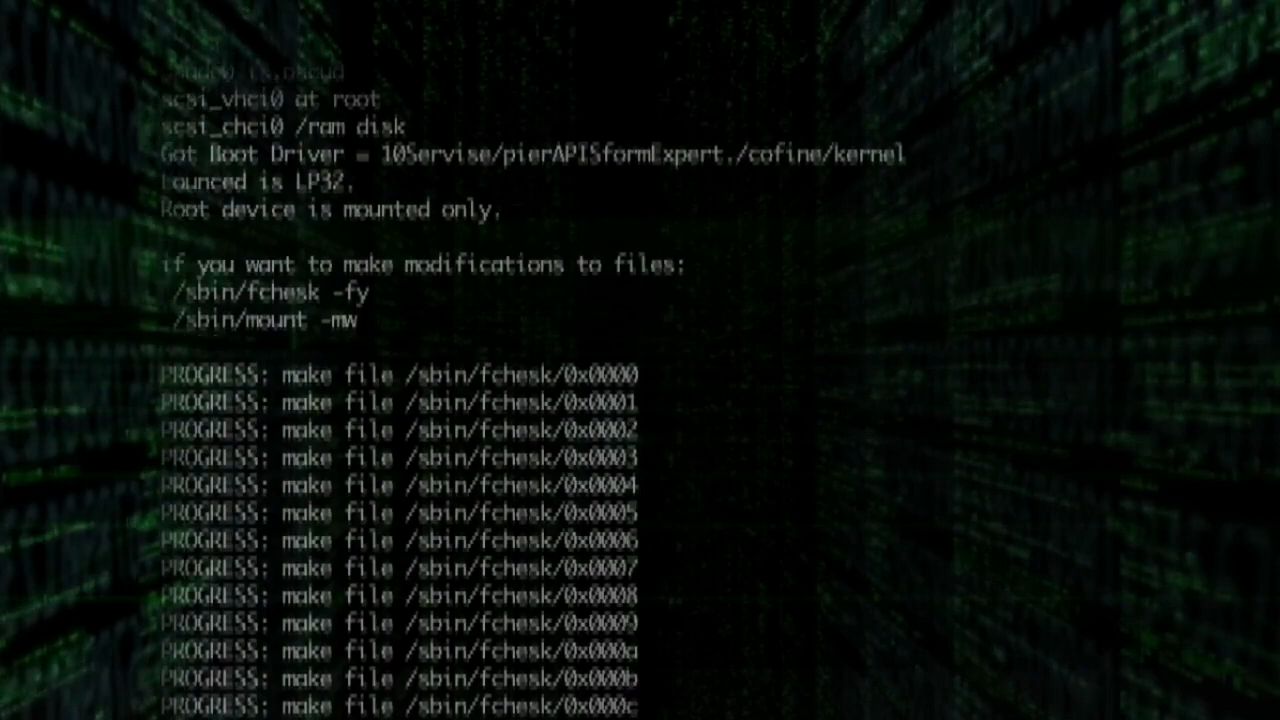 scsi_vhci0 at root
scsi_chci0 /ram disk
Got Boot Driver = 10Servise/pierAPISformExpert./cofine/kernel
bounced is LP32.
Root device is mounted only.
if you want to make modifications to files:
/sbin/fchesk -fy
/sbin/mount -mw
PROGRESS: make file /sbin/fchesk/0x0000
PROGRESS: make file /sbin/fchesk/0x0001
PROGRESS: make file /sbin/fchesk/0x0002
PROGRESS: make file /sbin/fchesk/0x0003
PROGRESS: make file /sbin/fchesk/0x0004
PROGRESS: make file /sbin/fchesk/0x0005
PROGRESS: make file /sbin/fchesk/0x0006
PROGRESS: make file /sbin/fchesk/0x0007
PROGRESS: make file /sbin/fchesk/0x0008
PROGRESS: make file /sbin/fchesk/0x0009
PROGRESS: make file /sbin/fchesk/0x000a
PROGRESS: make file /sbin/fchesk/0x000b
PROGRESS: make file /sbin/fchesk/0x000c